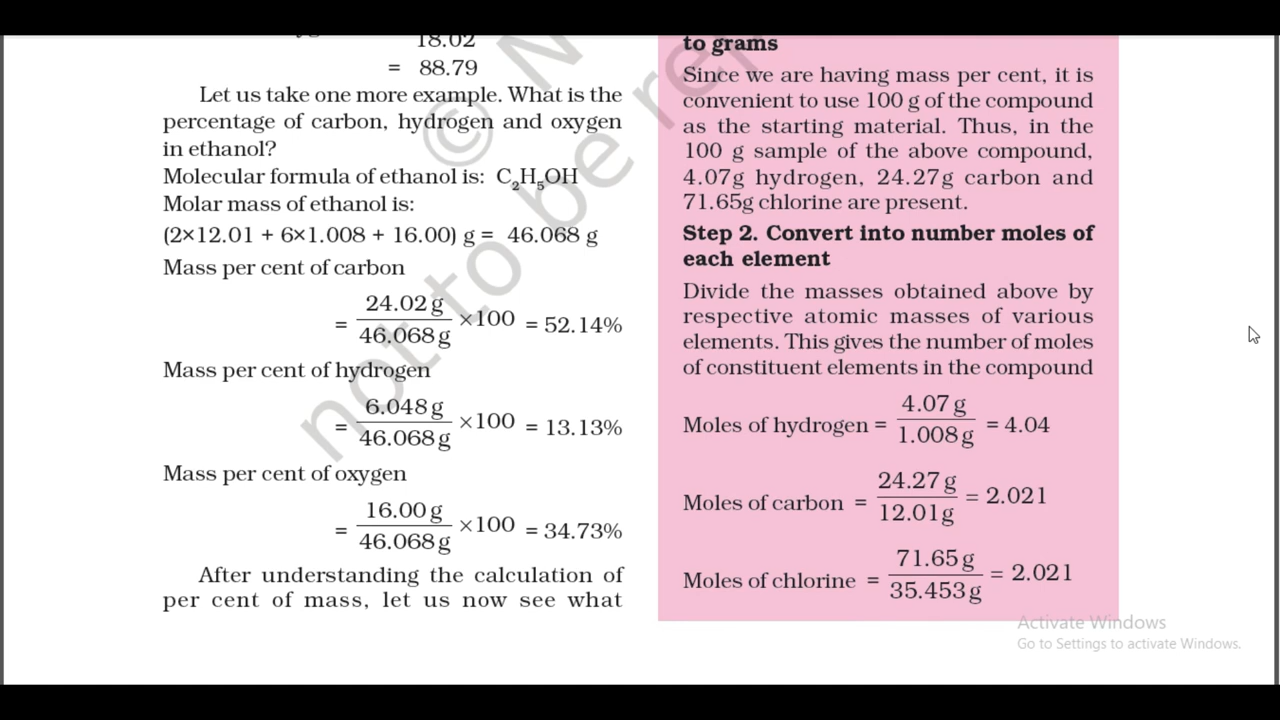 18.02
= 88.79
Let us take one more example. What is the
percentage of carbon, hydrogen and oxygen
in ethanol?
Molecular formula of ethanol is: C₂H₅OH
Molar mass of ethanol is:
(2×12.01 + 6×1.008 + 16.00) g = 46.068 g
Mass per cent of carbon
= 24.02 g / 46.068 g ×100 = 52.14%
Mass per cent of hydrogen
= 6.048 g / 46.068 g ×100 = 13.13%
Mass per cent of oxygen
= 16.00 g / 46.068 g ×100 = 34.73%
After understanding the calculation of
per cent of mass, let us now see what
to grams
Since we are having mass per cent, it is
convenient to use 100 g of the compound
as the starting material. Thus, in the
100 g sample of the above compound,
4.07g hydrogen, 24.27g carbon and
71.65g chlorine are present.
Step 2. Convert into number moles of
each element
Divide the masses obtained above by
respective atomic masses of various
elements. This gives the number of moles
of constituent elements in the compound
Moles of hydrogen = 4.07 g / 1.008 g = 4.04
Moles of carbon = 24.27 g / 12.01 g = 2.021
Moles of chlorine = 71.65 g / 35.453 g = 2.021
© N
not to be re
Activate Windows
Go to Settings to activate Windows.